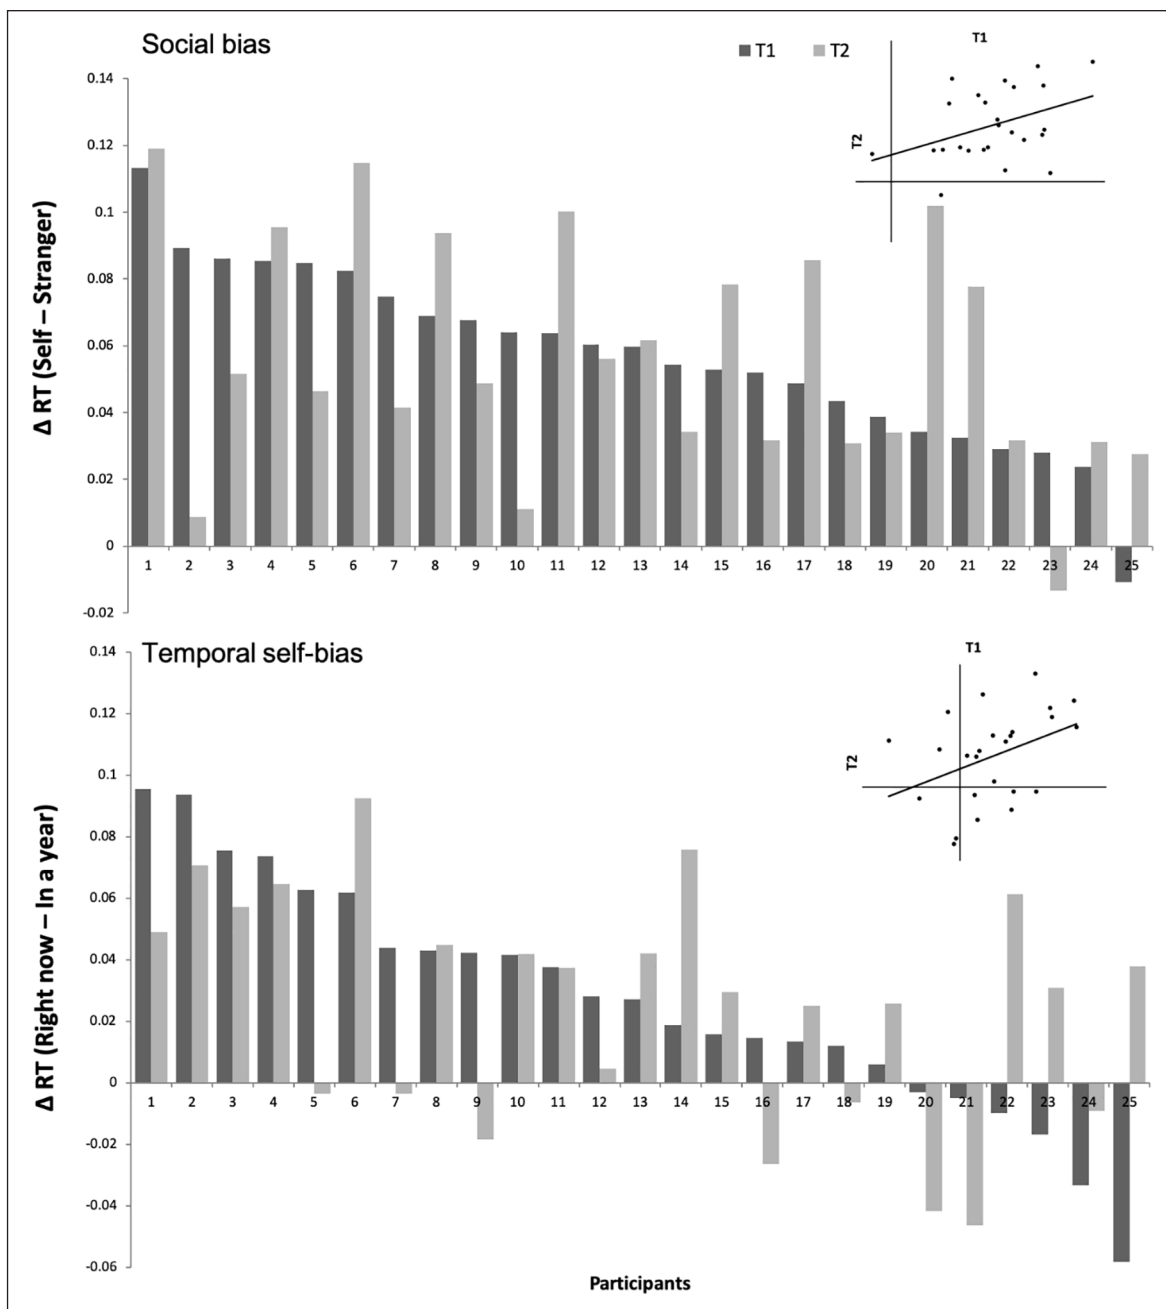 Social bias
T1 T2
T1
T2
Δ RT (Self – Stranger)
0.14
0.12
0.1
0.08
0.06
0.04
0.02
0
-0.02
1 2 3 4 5 6 7 8 9 10 11 12 13 14 15 16 17 18 19 20 21 22 23 24 25
Temporal self-bias
T1
T2
Δ RT (Right now – In a year)
0.14
0.12
0.1
0.08
0.06
0.04
0.02
0
-0.02
-0.04
-0.06
1 2 3 4 5 6 7 8 9 10 11 12 13 14 15 16 17 18 19 20 21 22 23 24 25
Participants